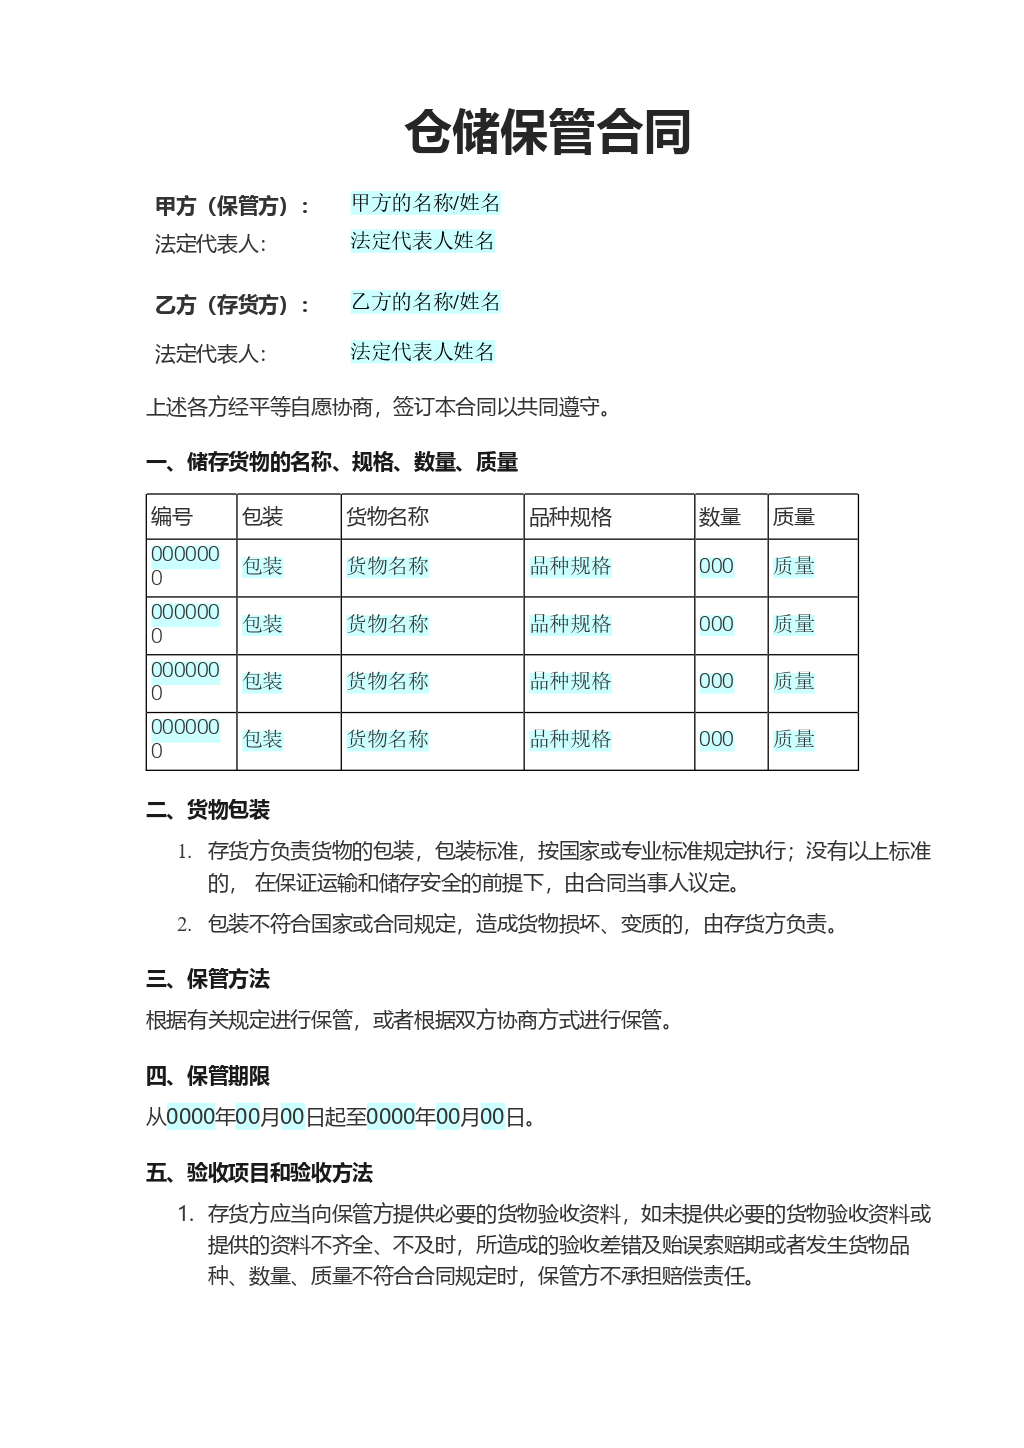 仓储保管合同
甲方（保管方）： 甲方的名称/姓名
法定代表人： 法定代表人姓名
乙方（存货方）： 乙方的名称/姓名
法定代表人： 法定代表人姓名
上述各方经平等自愿协商，签订本合同以共同遵守。
一、储存货物的名称、规格、数量、质量
编号 包装 货物名称 品种规格 数量 质量
000000
0 包装 货物名称 品种规格 000 质量
000000
0 包装 货物名称 品种规格 000 质量
000000
0 包装 货物名称 品种规格 000 质量
000000
0 包装 货物名称 品种规格 000 质量
二、货物包装
1. 存货方负责货物的包装，包装标准，按国家或专业标准规定执行；没有以上标准
的， 在保证运输和储存安全的前提下，由合同当事人议定。
2. 包装不符合国家或合同规定，造成货物损坏、变质的，由存货方负责。
三、保管方法
根据有关规定进行保管，或者根据双方协商方式进行保管。
四、保管期限
从0000年00月00日起至0000年00月00日。
五、验收项目和验收方法
1. 存货方应当向保管方提供必要的货物验收资料，如未提供必要的货物验收资料或
提供的资料不齐全、不及时，所造成的验收差错及贻误索赔期或者发生货物品
种、数量、质量不符合合同规定时，保管方不承担赔偿责任。